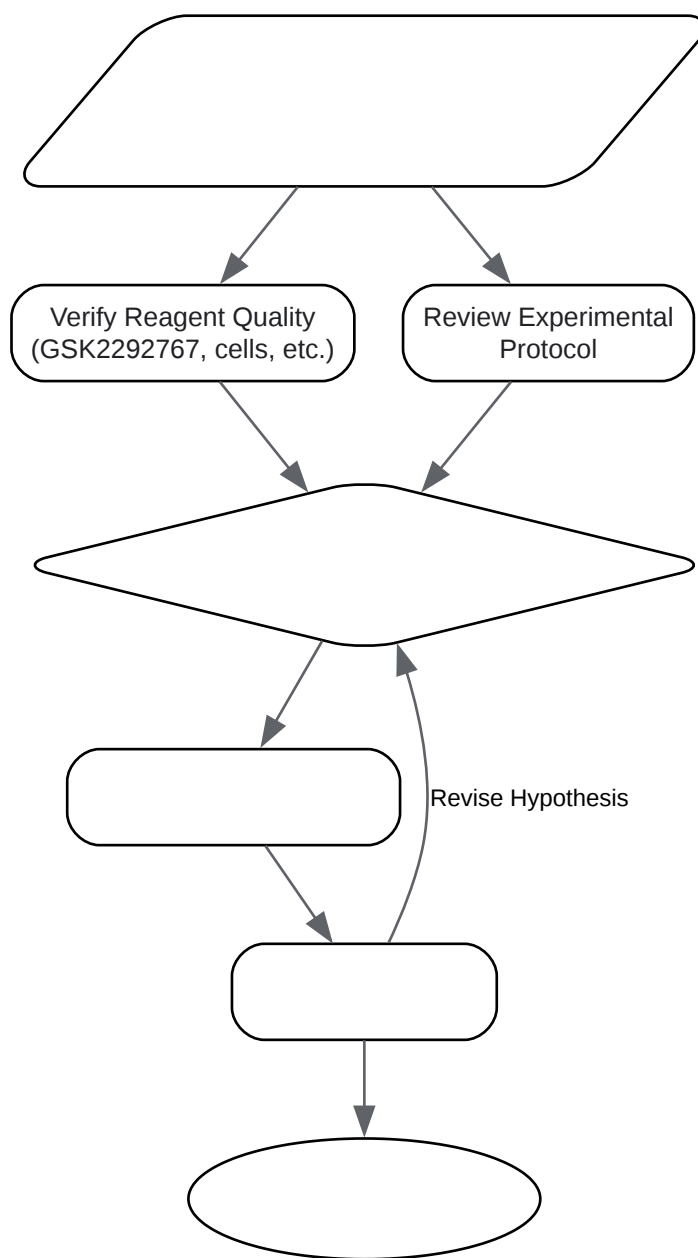 Verify Reagent Quality
(GSK2292767, cells, etc.)
Review Experimental
Protocol
Revise Hypothesis